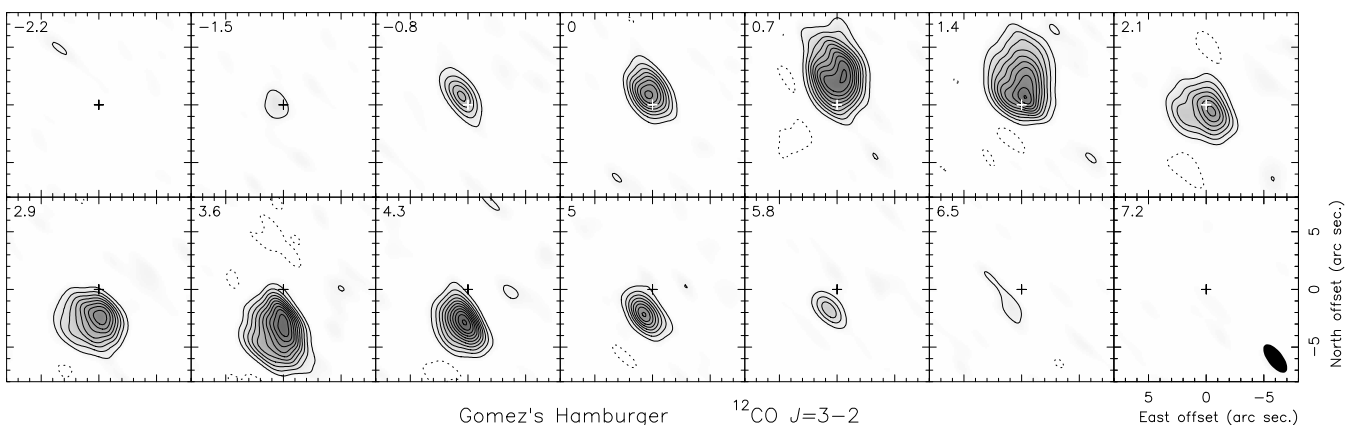 -2.2 -1.5 -0.8 0 0.7 1.4 2.1
2.9 3.6 4.3 5 5.8 6.5 7.2
5
0
-5
North offset (arc sec.)
5 0 -5
East offset (arc sec.)
Gomez's Hamburger ¹²CO J=3-2